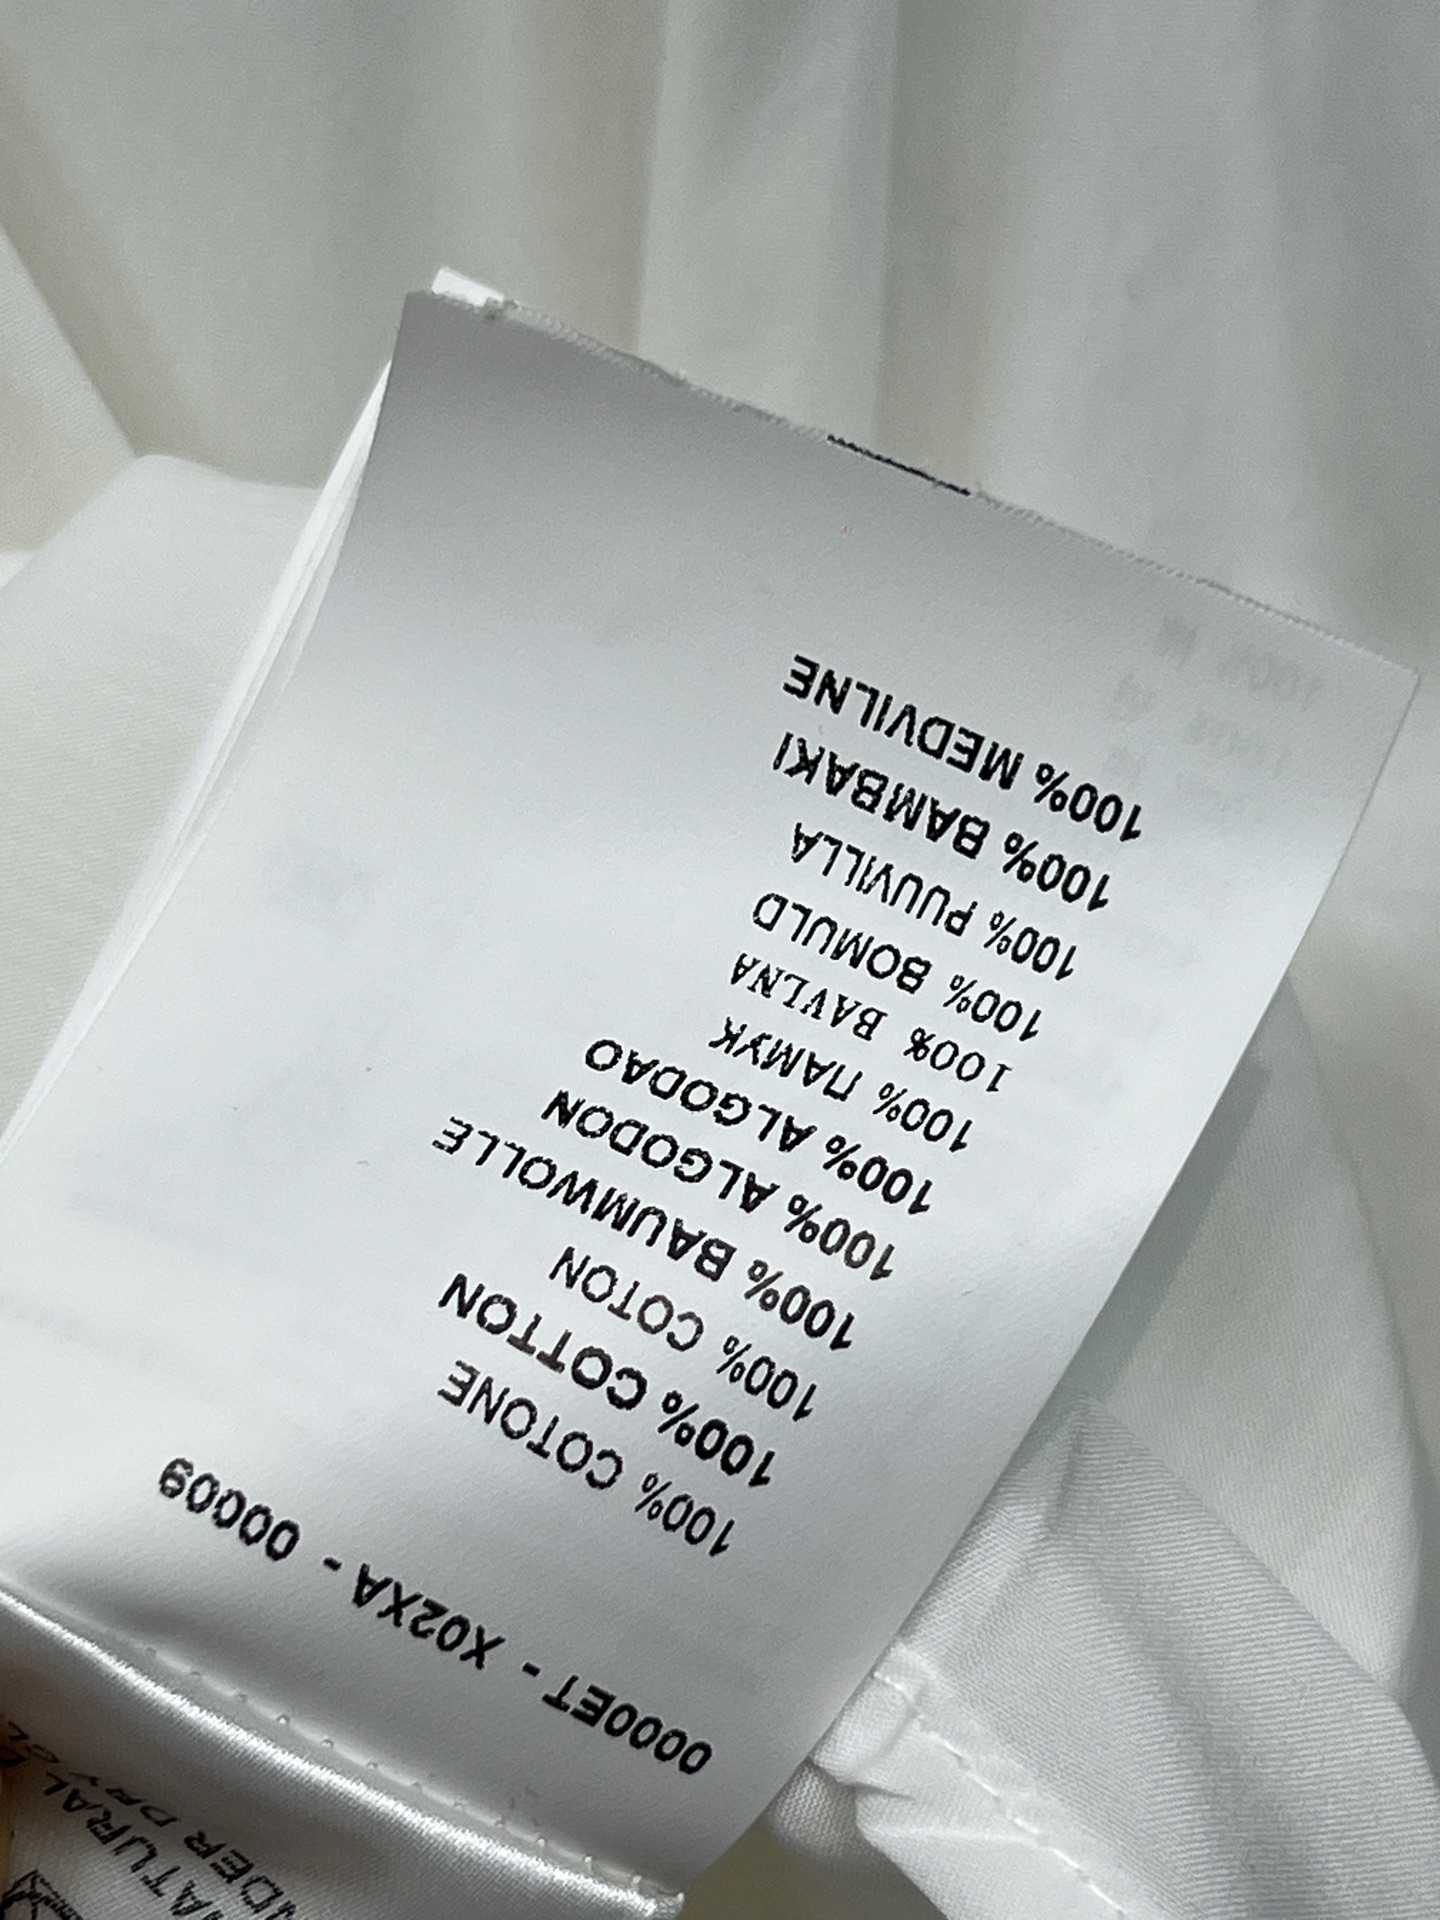 0000ET - X02XA - 00009
100% COTONE
100% COTTON
100% COTON
100% BAUMWOLLE
100% ALGODON
100% ALGODAO
100% ПАМУК
100% BAVLNA
100% BOMULD
100% PUUVILLA
100% BAMBAKI
100% MEDVILNE